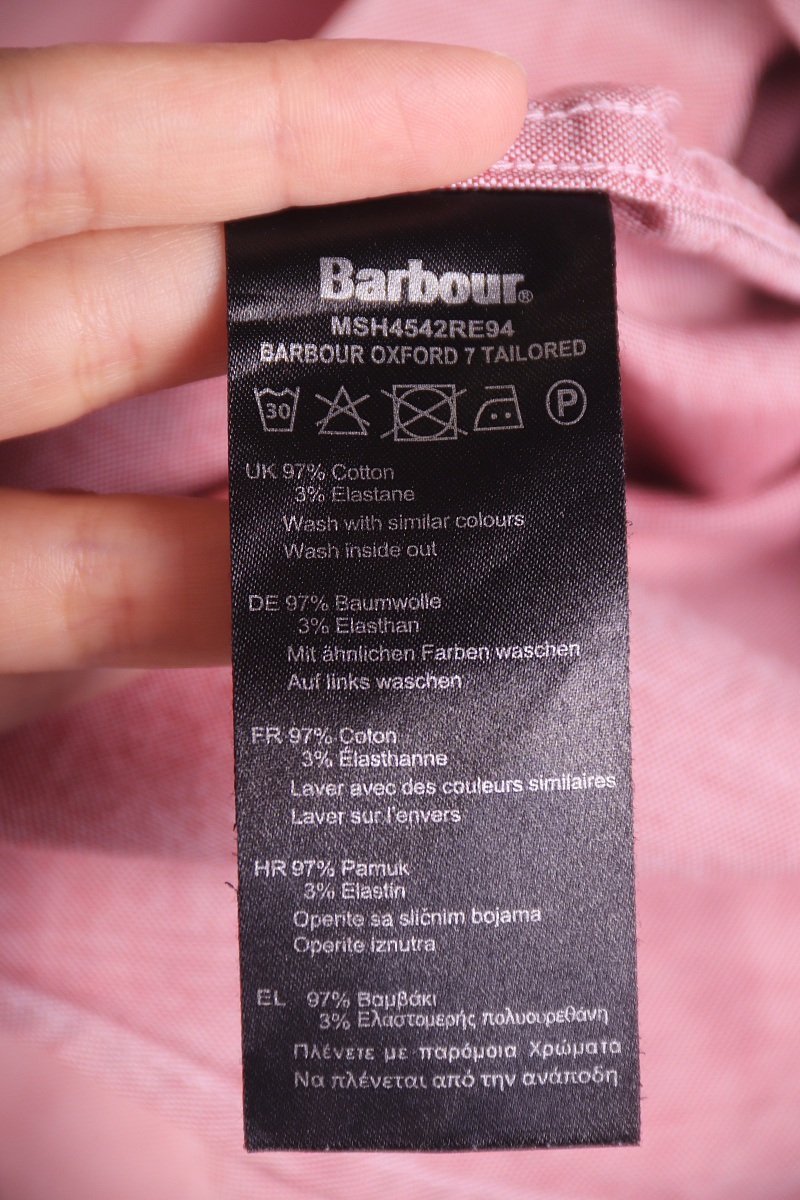 Barbour®
MSH4542RE94
BARBOUR OXFORD 7 TAILORED
30 P
UK 97% Cotton
3% Elastane
Wash with similar colours
Wash inside out
DE 97% Baumwolle
3% Elasthan
Mit ähnlichen Farben waschen
Auf links waschen
FR 97% Coton
3% Élasthanne
Laver avec des couleurs similaires
Laver sur l'envers
HR 97% Pamuk
3% Elastin
Operite sa sličnim bojama
Operite iznutra
EL 97% Βαμβάκι
3% Ελαστομερής πολυουρεθάνη
Πλένετε με παρόμοια Χρώματα
Να πλένεται από την ανάποδη